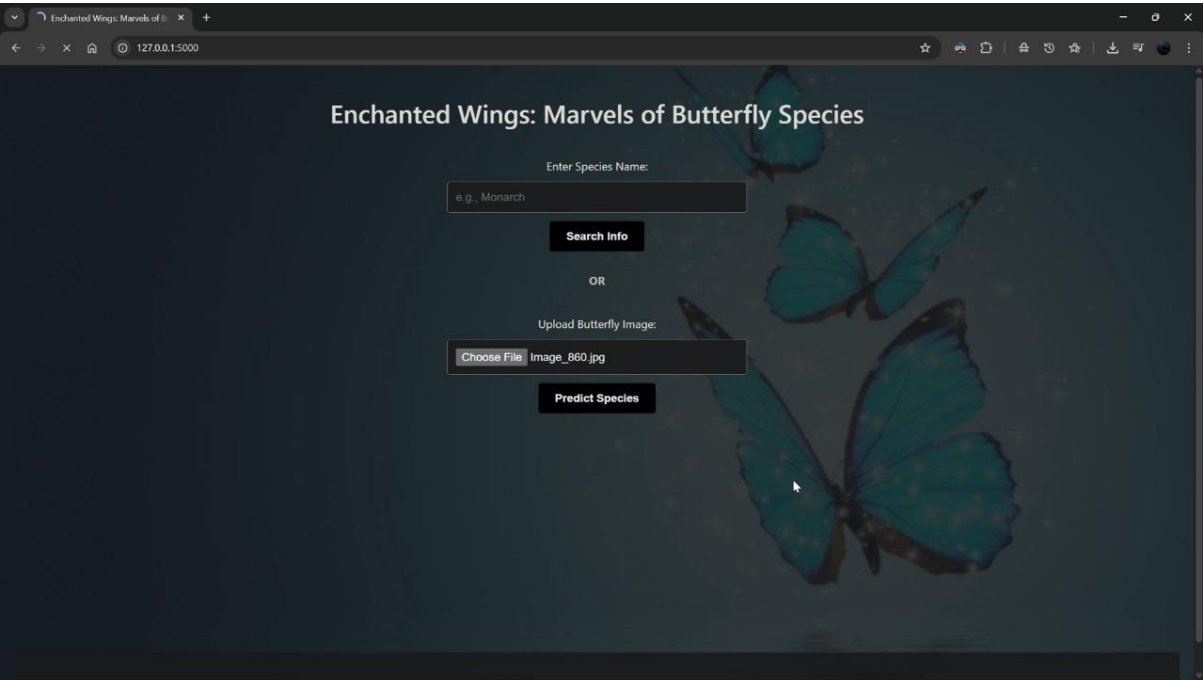 Enchanted Wings: Marvels of B
127.0.0.1:5000
Enchanted Wings: Marvels of Butterfly Species
Enter Species Name:
e.g., Monarch
Search Info
OR
Upload Butterfly Image:
Choose File Image_860.jpg
Predict Species